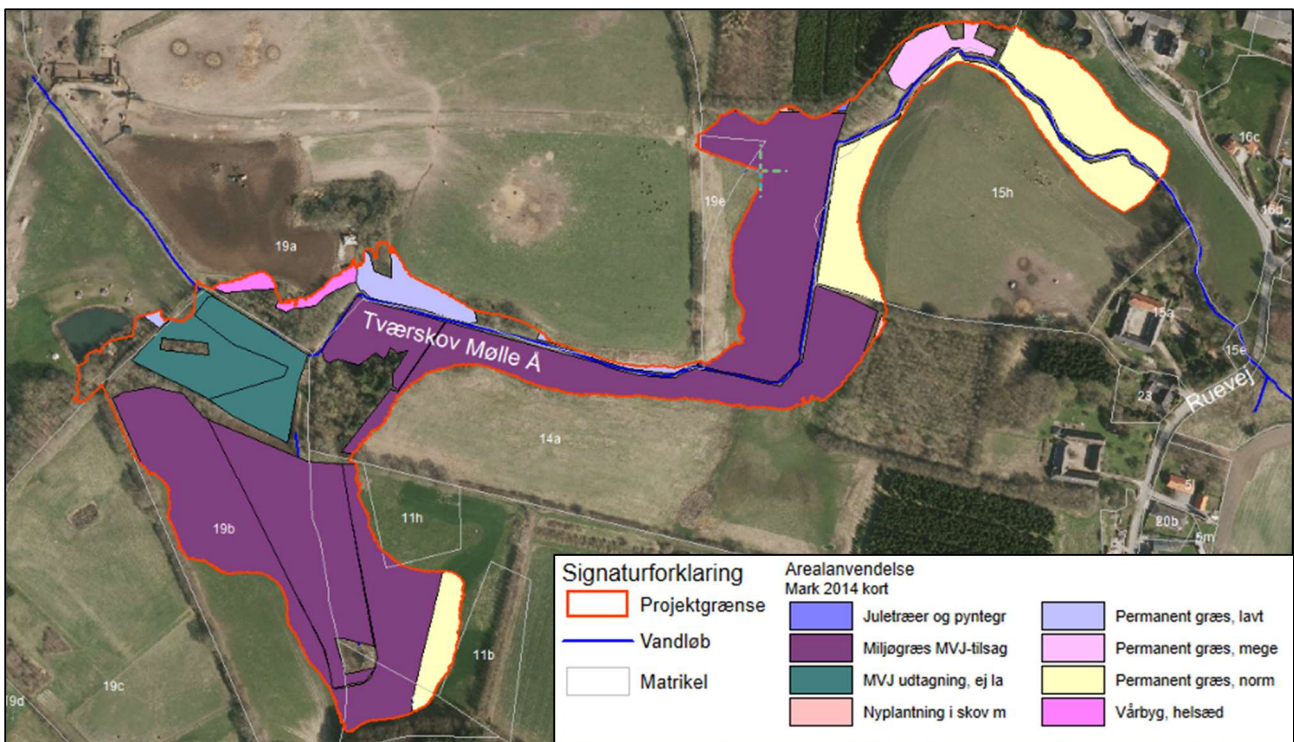 16c
15h
19e
16d
19a
15a
15e
Tværskov Mølle Å
Ruevej
23
14a
5l
11h
20b
5m
19b
11b
19c
19d
Signaturforklaring
Projektgrænse
Vandløb
Matrikel
Arealanvendelse
Mark 2014 kort
Juletræer og pyntegr
Miljøgræs MVJ-tilsag
MVJ udtagning, ej la
Nyplantning i skov m
Permanent græs, lavt
Permanent græs, mege
Permanent græs, norm
Vårbyg, helsæd